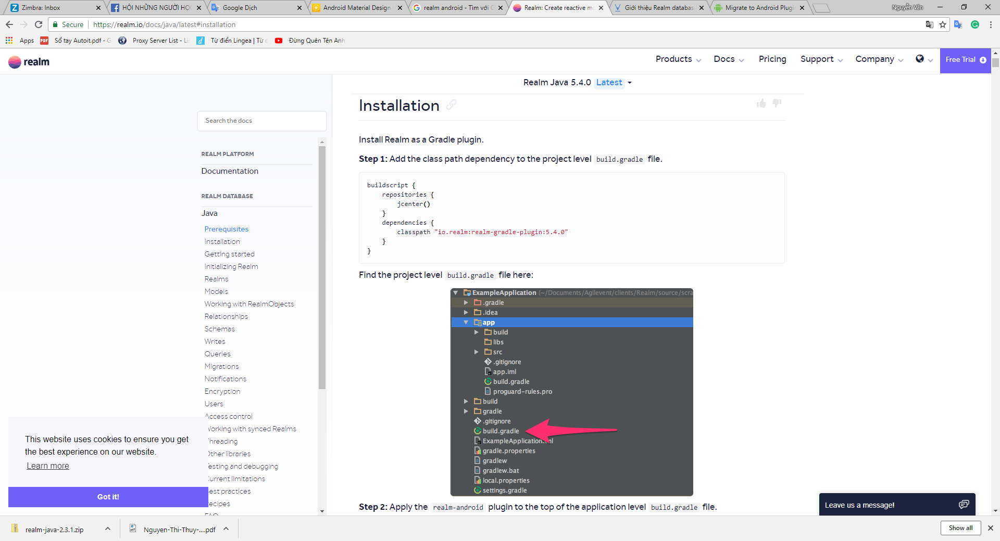 Zimbra: Inbox
HỘI NHỮNG NGƯỜI HỌC
Google Dịch
Android Material Design
realm android - Tìm với G
Realm: Create reactive m
Giới thiệu Realm databas
Migrate to Android Plugi
Nguyễn Văn
Secure
https://realm.io/docs/java/latest#installation
Apps
Sổ tay Autoit.pdf - G
Proxy Server List - Li
Từ điển Lingea | Từ
Đừng Quên Tên Anh
realm
Products
Docs
Pricing
Support
Company
Free Trial
Realm Java 5.4.0 Latest
Installation
Search the docs
Install Realm as a Gradle plugin.
REALM PLATFORM
Documentation
REALM DATABASE
Java
Prerequisites
Installation
Getting started
Initializing Realm
Realms
Models
Working with RealmObjects
Relationships
Schemas
Writes
Queries
Migrations
Notifications
Encryption
Users
Access control
Working with synced Realms
Threading
Other libraries
Testing and debugging
Current limitations
Best practices
Recipes
FAQ
Step 1: Add the class path dependency to the project level build.gradle file.
buildscript {
repositories {
jcenter()
}
dependencies {
classpath "io.realm:realm-gradle-plugin:5.4.0"
}
}
Find the project level build.gradle file here:
ExampleApplication (~/Documents/Agilevent/clients/Realm/source/scra
.gradle
.idea
app
build
libs
src
.gitignore
app.iml
build.gradle
proguard-rules.pro
build
gradle
.gitignore
build.gradle
ExampleApplication.iml
gradle.properties
gradlew
gradlew.bat
local.properties
settings.gradle
Step 2: Apply the realm-android plugin to the top of the application level build.gradle file.
This website uses cookies to ensure you get
the best experience on our website.
Learn more
Got it!
Leave us a message!
realm-java-2.3.1.zip
Nguyen-Thi-Thuy-....pdf
Show all